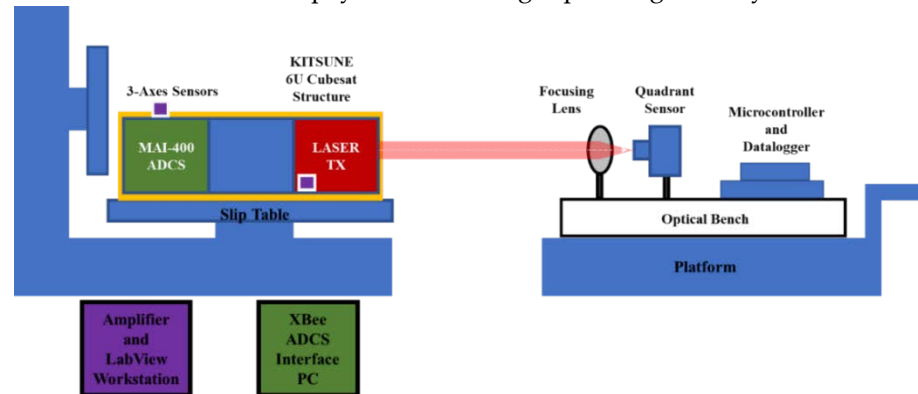 3-Axes Sensors
KITSUNE
6U Cubesat
Structure
MAI-400
ADCS
LASER
TX
Slip Table
Amplifier
and
LabView
Workstation
XBee
ADCS
Interface
PC
Focusing
Lens
Quadrant
Sensor
Microcontroller
and
Datalogger
Optical Bench
Platform